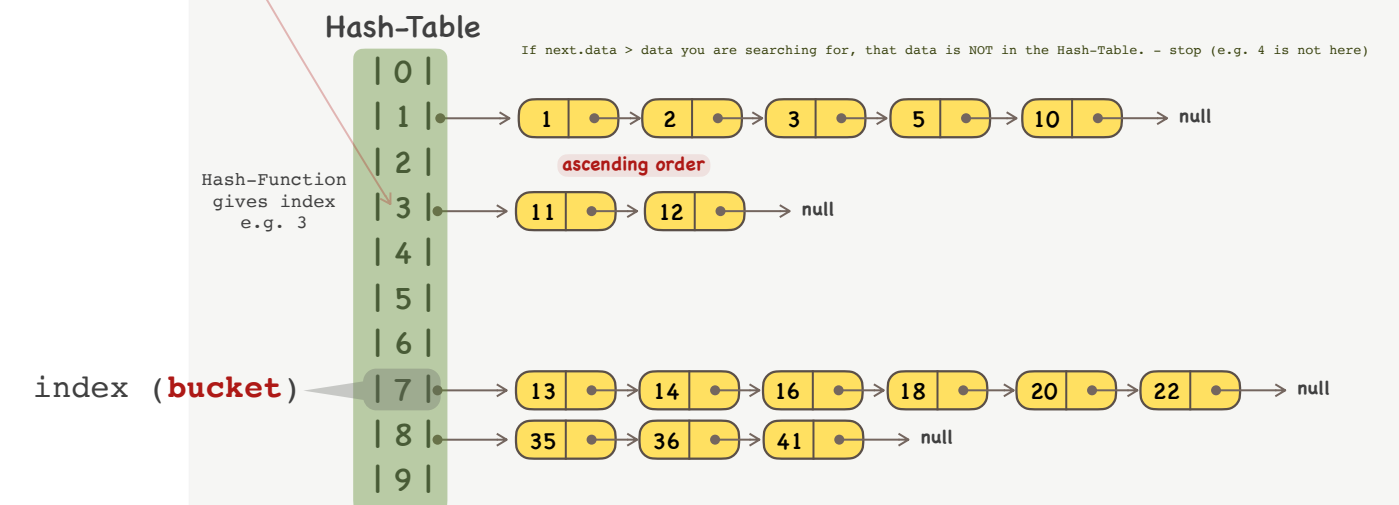 Hash-Table
If next.data > data you are searching for, that data is NOT in the Hash-Table. - stop (e.g. 4 is not here)
| 0 |
| 1 | 1 2 3 5 10 null
| 2 | ascending order
Hash-Function
gives index
e.g. 3
| 3 | 11 12 null
| 4 |
| 5 |
| 6 |
index (bucket) | 7 | 13 14 16 18 20 22 null
| 8 | 35 36 41 null
| 9 |